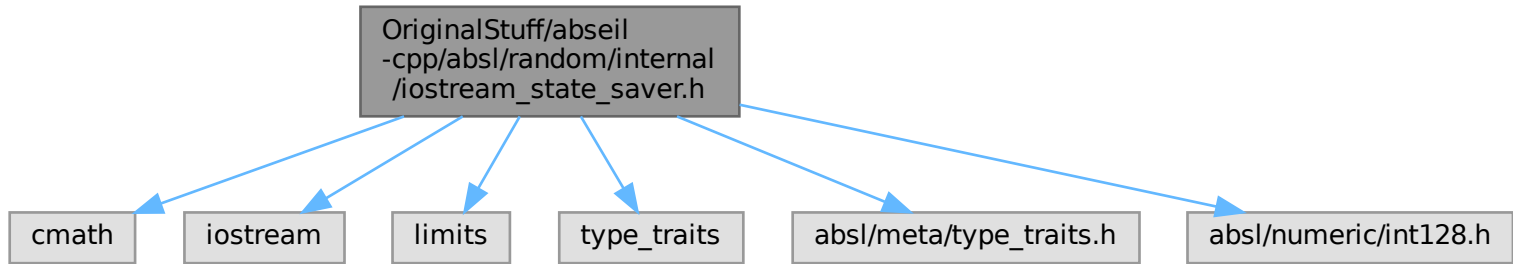 OriginalStuff/abseil
-cpp/absl/random/internal
/iostream_state_saver.h
cmath
iostream
limits
type_traits
absl/meta/type_traits.h
absl/numeric/int128.h